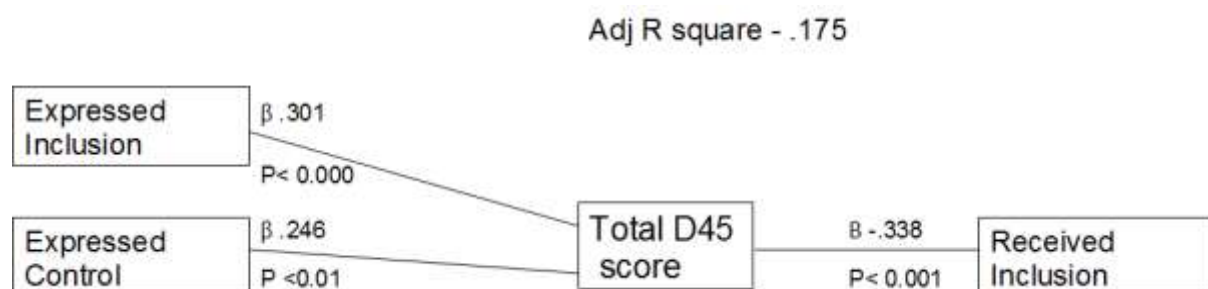 Adj R square - .175
Expressed
Inclusion
β .301
P< 0.000
Expressed
Control
β .246
P <0.01
Total D45
score
B -.338
P< 0.001
Received
Inclusion